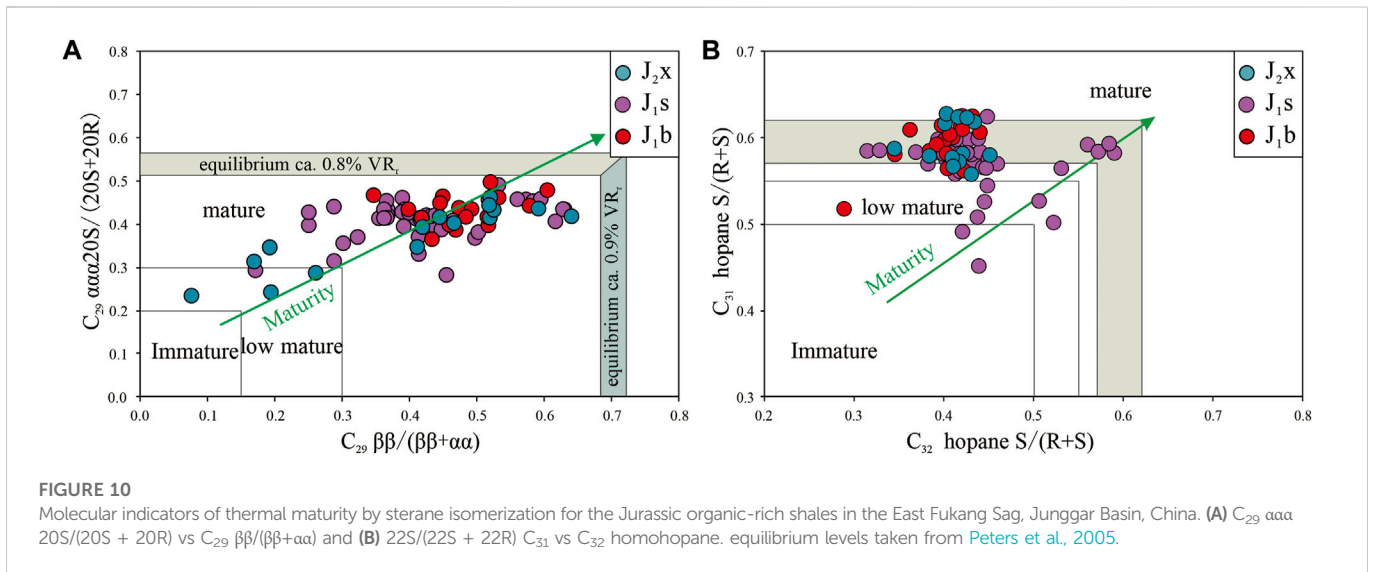 A
0.8
0.7
0.6
0.5
0.4
0.3
0.2
0.1
0.0
C₂₉ ααα20S/ (20S+20R)
J₂x
J₁s
J₁b
equilibrium ca. 0.8% VRᵣ
mature
equilibrium ca. 0.9% VRᵣ
Maturity
Immature
low mature
0.0 0.1 0.2 0.3 0.4 0.5 0.6 0.7 0.8
C₂₉ ββ/(ββ+αα)
B
0.7
0.6
0.5
0.4
0.3
C₃₁ hopane S/(R+S)
J₂x
J₁s
J₁b
mature
low mature
Maturity
Immature
0.2 0.3 0.4 0.5 0.6 0.7 0.8
C₃₂ hopane S/(R+S)
FIGURE 10
Molecular indicators of thermal maturity by sterane isomerization for the Jurassic organic-rich shales in the East Fukang Sag, Junggar Basin, China. (A) C₂₉ ααα
20S/(20S + 20R) vs C₂₉ ββ/(ββ+αα) and (B) 22S/(22S + 22R) C₃₁ vs C₃₂ homohopane. equilibrium levels taken from Peters et al., 2005.